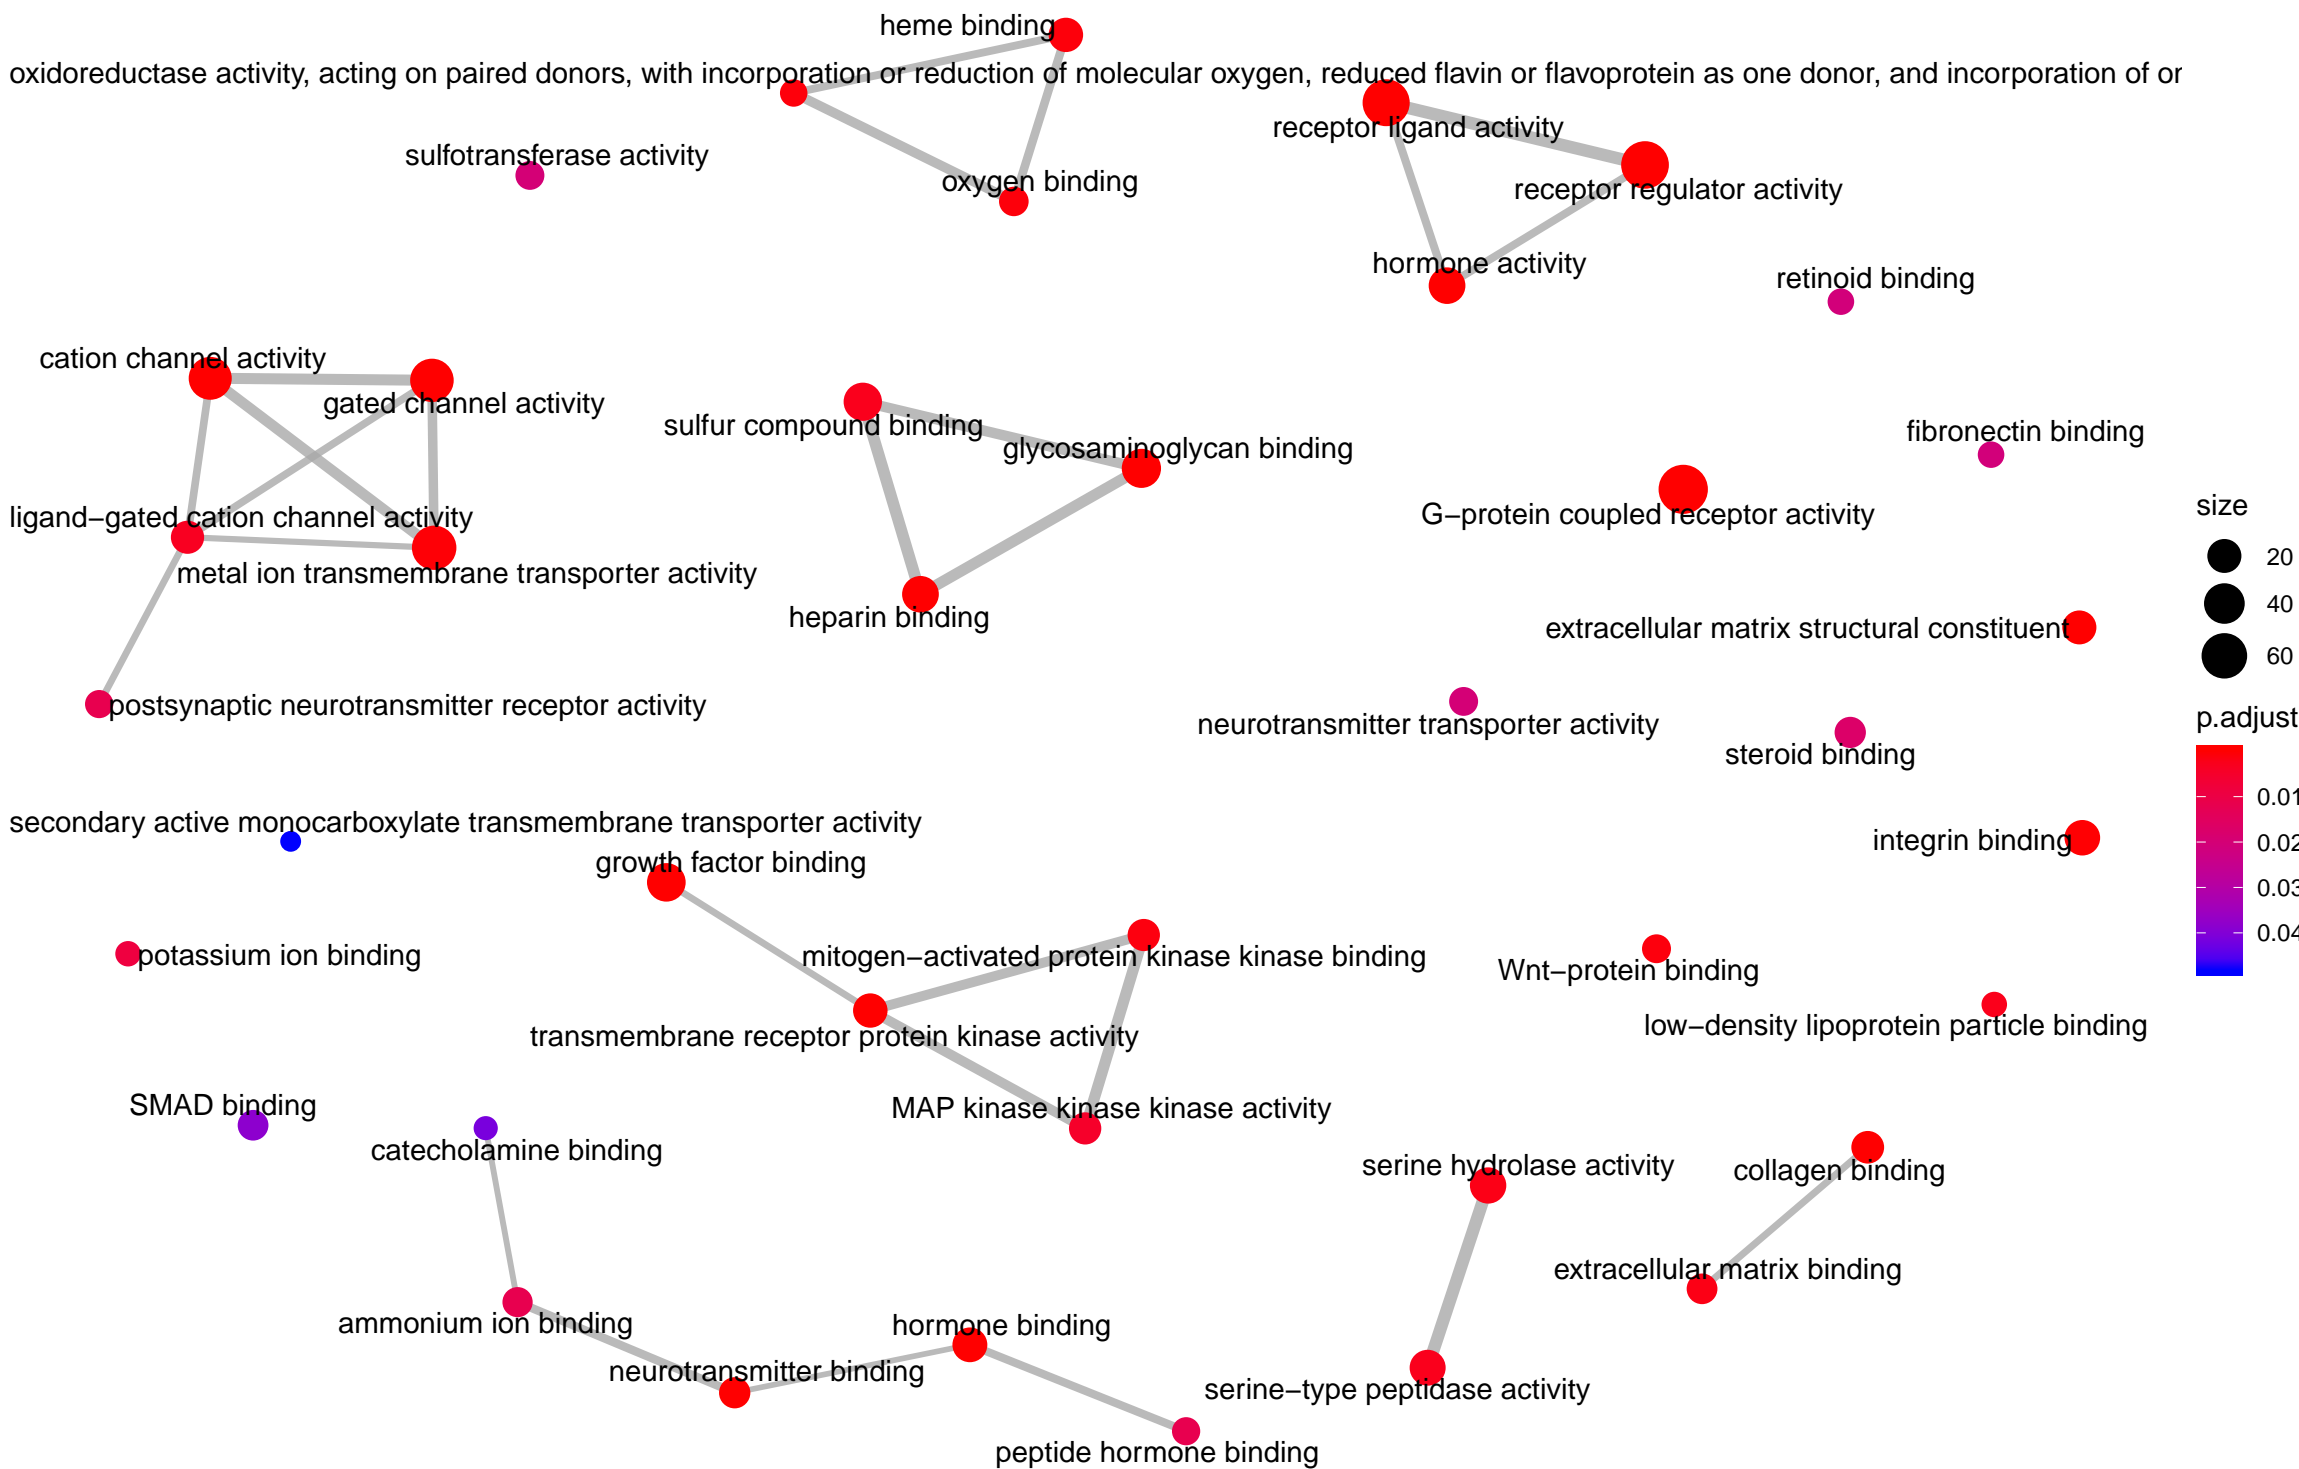 heme binding
oxidoreductase activity, acting on paired donors, with incorporation or reduction of molecular oxygen, reduced flavin or flavoprotein as one donor, and incorporation of or
receptor ligand activity
sulfotransferase activity
oxygen binding
receptor regulator activity
hormone activity
retinoid binding
cation channel activity
gated channel activity
sulfur compound binding
glycosaminoglycan binding
fibronectin binding
ligand−gated cation channel activity
G−protein coupled receptor activity
metal ion transmembrane transporter activity
heparin binding
extracellular matrix structural constituent
postsynaptic neurotransmitter receptor activity
neurotransmitter transporter activity
steroid binding
secondary active monocarboxylate transmembrane transporter activity
integrin binding
growth factor binding
potassium ion binding
mitogen−activated protein kinase kinase binding
Wnt−protein binding
transmembrane receptor protein kinase activity
low−density lipoprotein particle binding
SMAD binding
MAP kinase kinase kinase activity
catecholamine binding
serine hydrolase activity
collagen binding
extracellular matrix binding
ammonium ion binding
hormone binding
neurotransmitter binding
serine−type peptidase activity
peptide hormone binding
size
20
40
60
p.adjust
0.01
0.02
0.03
0.04